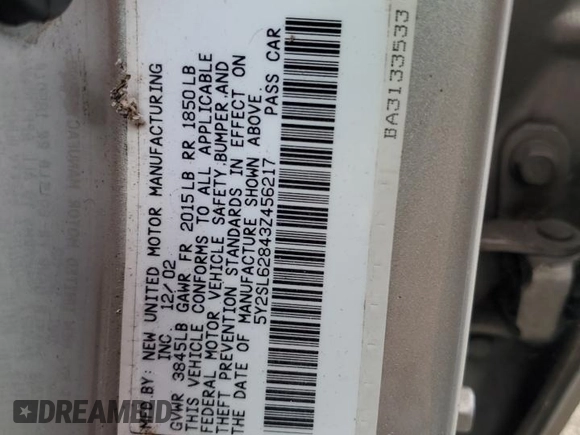 MFD.BY: NEW UNITED MOTOR MANUFACTURING
INC 12/02
GVWR 3845LB GAWR FR 2015LB RR 1850LB
THIS VEHICLE CONFORMS TO ALL APPLICABLE
FEDERAL MOTOR VEHICLE SAFETY,BUMPER,AND
THEFT PREVENTION STANDARDS IN EFFECT ON
THE DATE OF MANUFACTURE SHOWN ABOVE.
5Y2SL62843Z456217 PASS CAR
BA3133533
DREAMBID